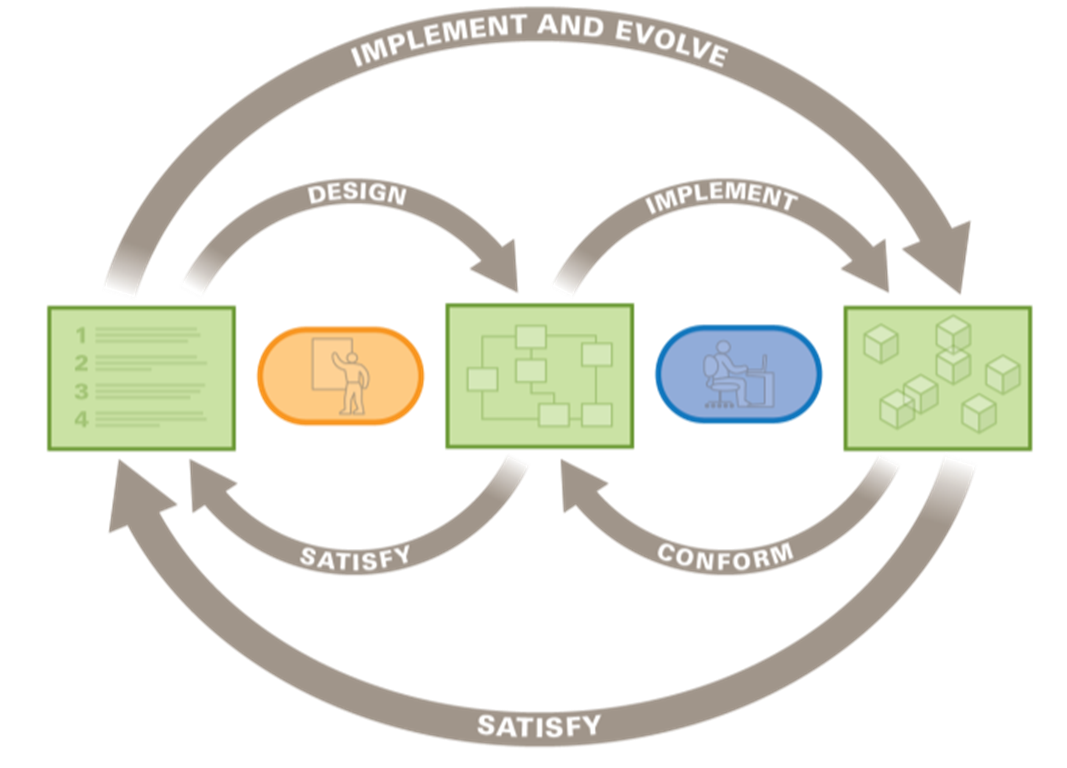 IMPLEMENT AND EVOLVE
DESIGN
IMPLEMENT
1
2
3
4
SATISFY
CONFORM
SATISFY